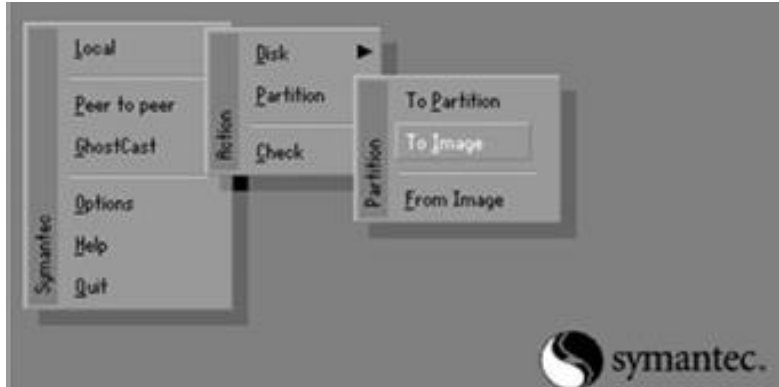 Symantec
Local
Peer to peer
GhostCast
Options
Help
Quit
Action
Disk
Partition
Check
Partition
To Partition
To Image
From Image
symantec.